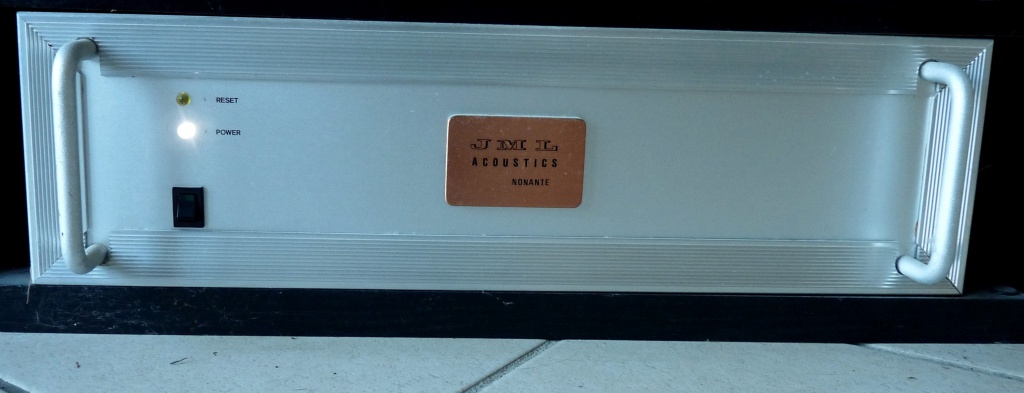 RESET
POWER
JML
ACOUSTICS
NONANTE